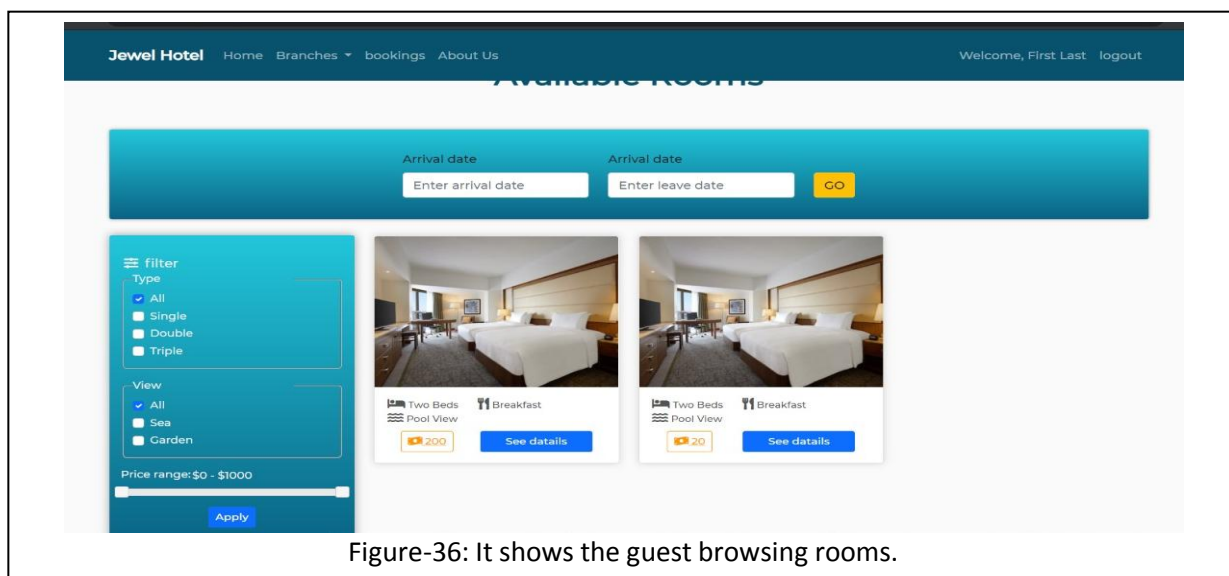 Jewel Hotel Home Branches bookings About Us Welcome, First Last logout
Available Rooms
Arrival date Arrival date
Enter arrival date Enter leave date GO
filter
Type
All
Single
Double
Triple
View
All
Sea
Garden
Price range:$0 - $1000
Apply
Two Beds Breakfast
Pool View
200 See datails
Two Beds Breakfast
Pool View
20 See datails
Figure-36: It shows the guest browsing rooms.